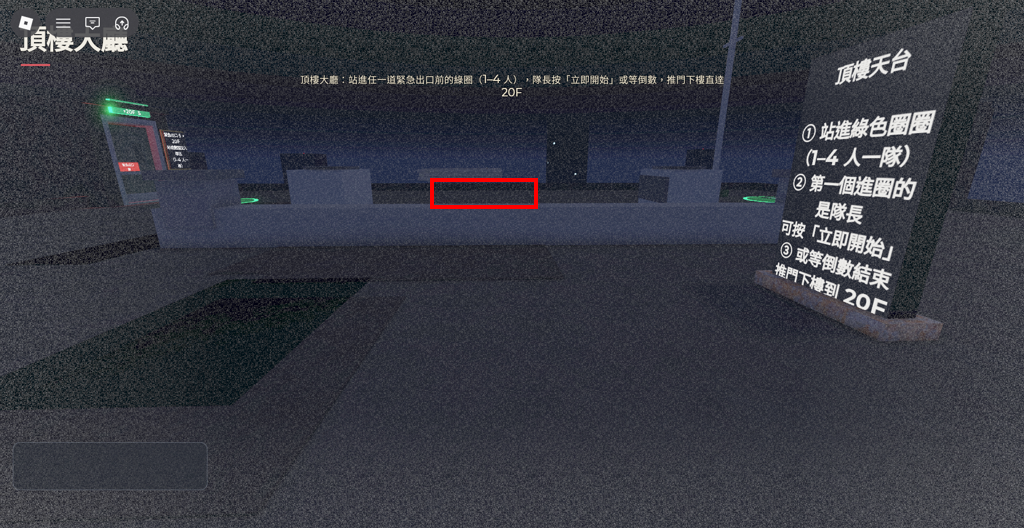 頂樓大廳
頂樓大廳：站進任一道緊急出口前的綠圈（1–4 人），隊長按「立即開始」或等倒數，推門下樓直達
20F
頂樓天台
① 站進綠色圈圈
（1–4 人一隊）
② 第一個進圈的
是隊長
可按「立即開始」
③ 或等倒數結束
推門下樓到 20F